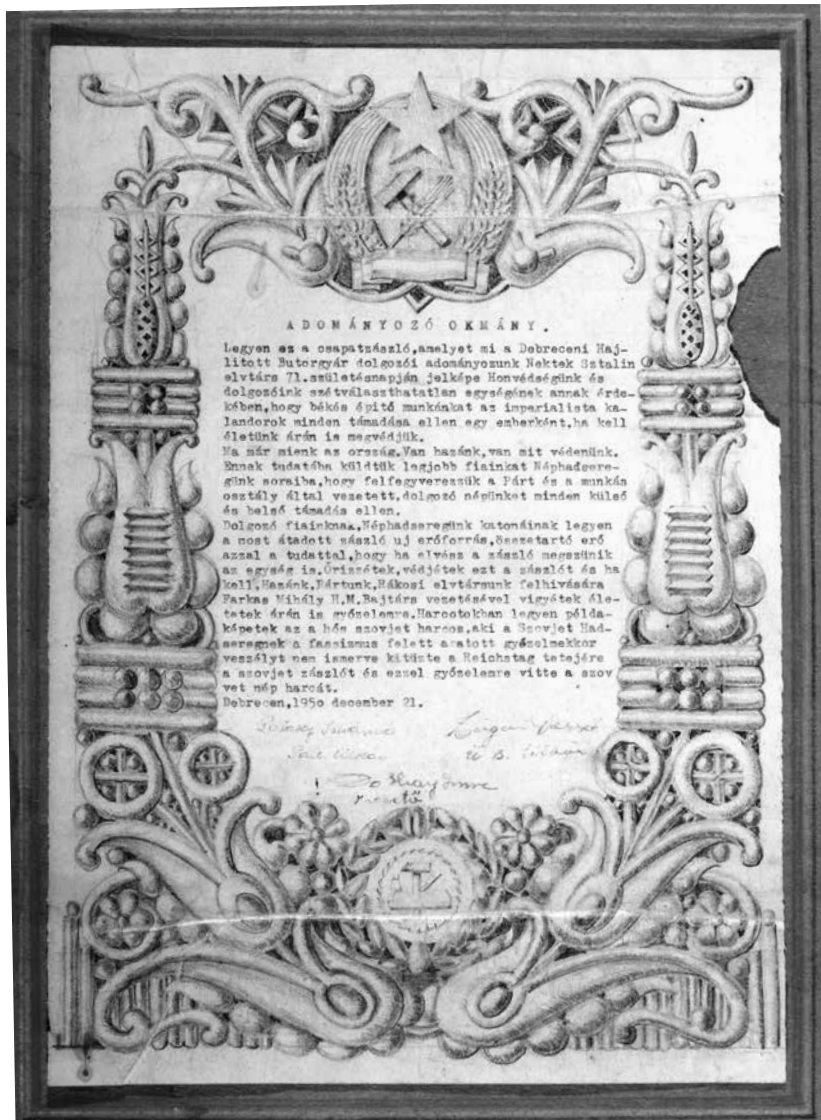 ADOMÁNYOZÓ OKMÁNY.
Legyen ez a csapatzászló,amelyet mi a Debreceni Haj-
litott Butorgyár dolgozói adományozunk Nektek Sztalin
elvtárs 71.születésnapján jelképe Honvédségünk és
dolgozóink szétválaszthatatlan egységének annak érde-
kében,hogy békés épitő munkánkat az imperialista ka-
landorok minden támadása ellen egy emberként,ha kell
életünk árán is megvédjük.
Ma már mienk az ország.Van hazánk,van mit védenünk.
Ennek tudatába küldtük legjobb fiainkat Néphadsere-
günk soraiba,hogy felfegyverezzük a Párt és a munkás
osztály által vezetett,dolgozó népünket minden külső
és belső támadás ellen.
Dolgozó fiainknak,Néphadseregünk katonáinak legyen
a most átadott zászló uj erőforrás,összetartó erő
azzal a tudattal,hogy ha elvész a zászló megszünik
az egység is.Őrizzétek,védjétek ezt a zászlót és ha
kell,Hazánk,Pártunk,Rákosi elvtársunk felhivására
Farkas Mihály H.M.Bajtárs vezetésével vigyétek éle-
tetek árán is győzelemre.Harcotokban legyen példa-
képetek az a hős szovjet harcos,aki a Szovjet Had-
seregnek a fassizmus felett aratott győzelmekkor
veszélyt nem ismerve kitüzte a Reichstag tetejére
a szovjet zászlót és ezzel győzelemre vitte a szov
vet nép harcát.
Debrecen,195o december 21.
Imre